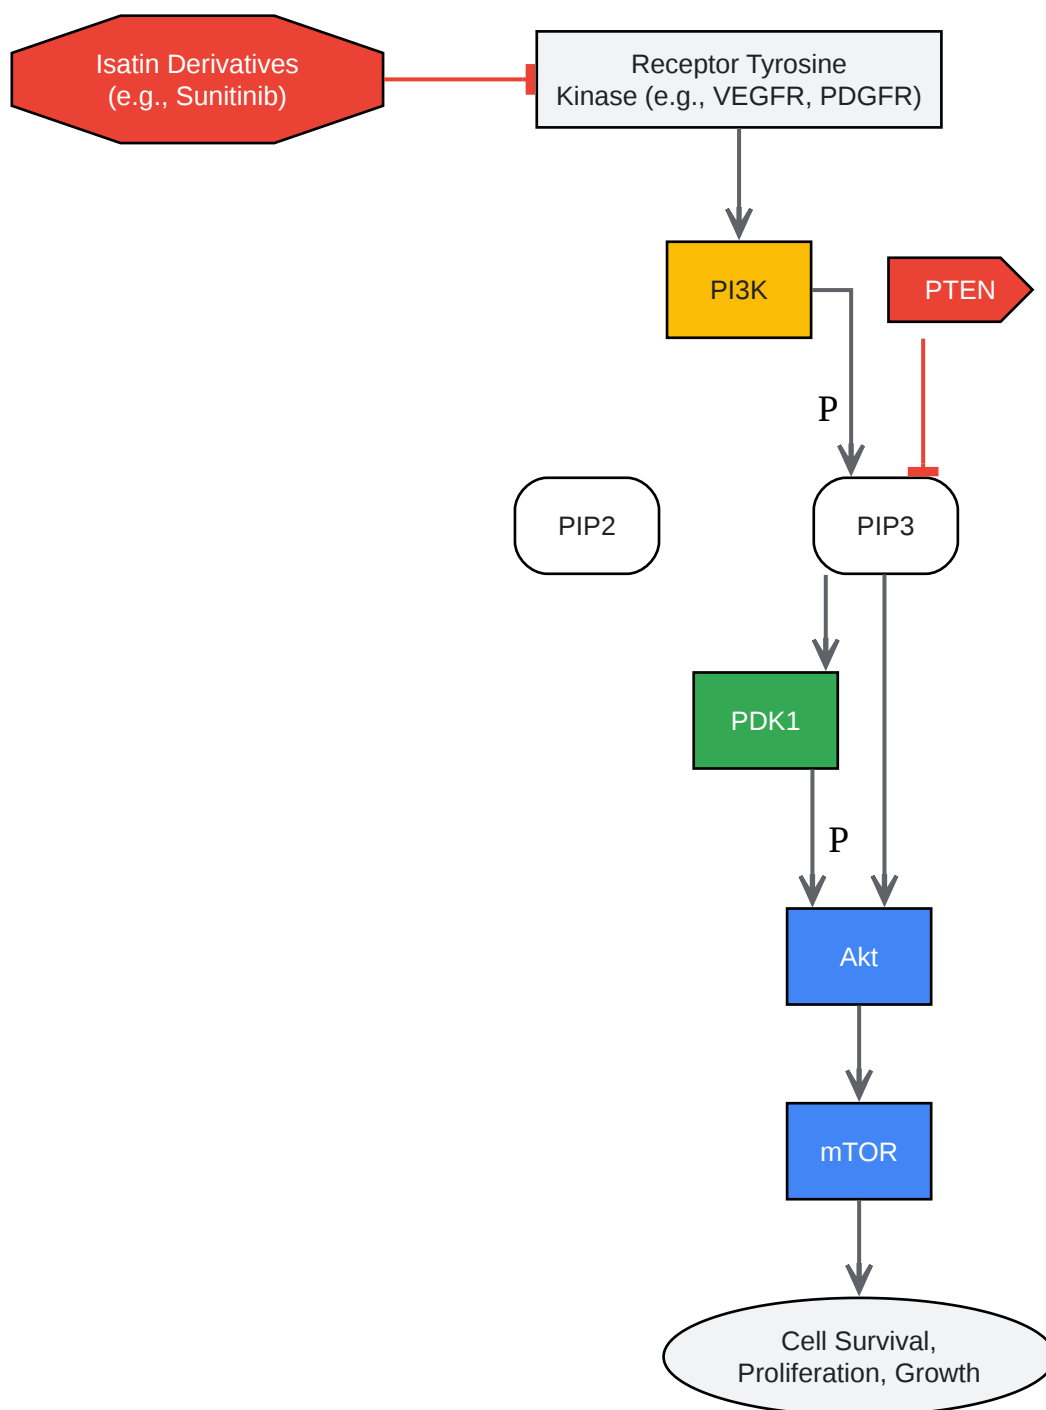 Isatin Derivatives
(e.g., Sunitinib)
Receptor Tyrosine
Kinase (e.g., VEGFR, PDGFR)
PI3K
PTEN
P
PIP2
PIP3
PDK1
P
Akt
mTOR
Cell Survival,
Proliferation, Growth